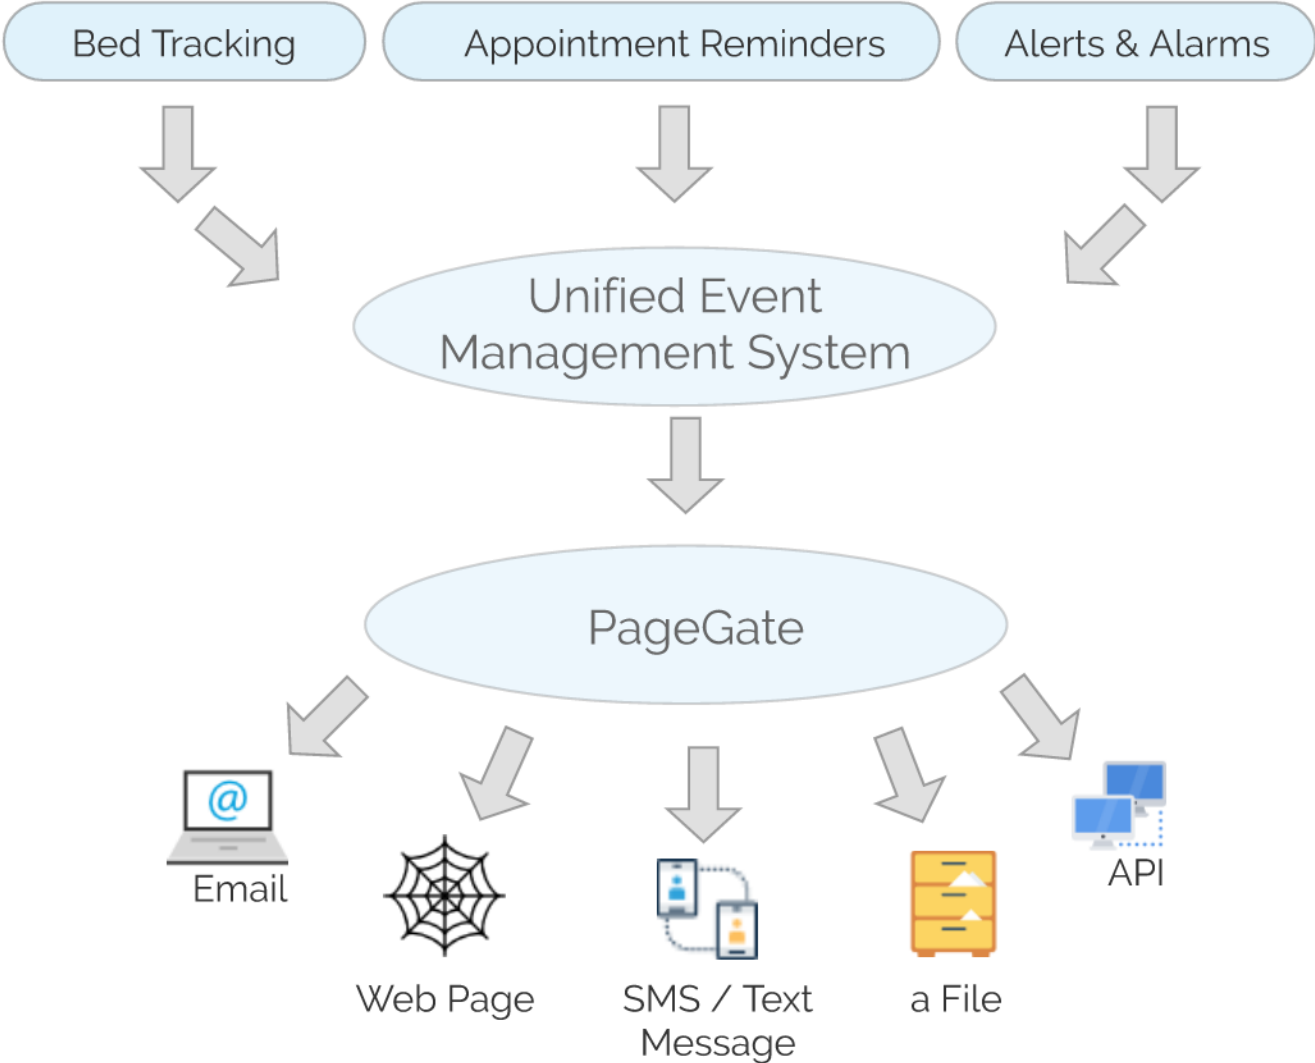 Bed Tracking
Appointment Reminders
Alerts & Alarms
Unified Event
Management System
PageGate
@
Email
API
Web Page
SMS / Text
Message
a File